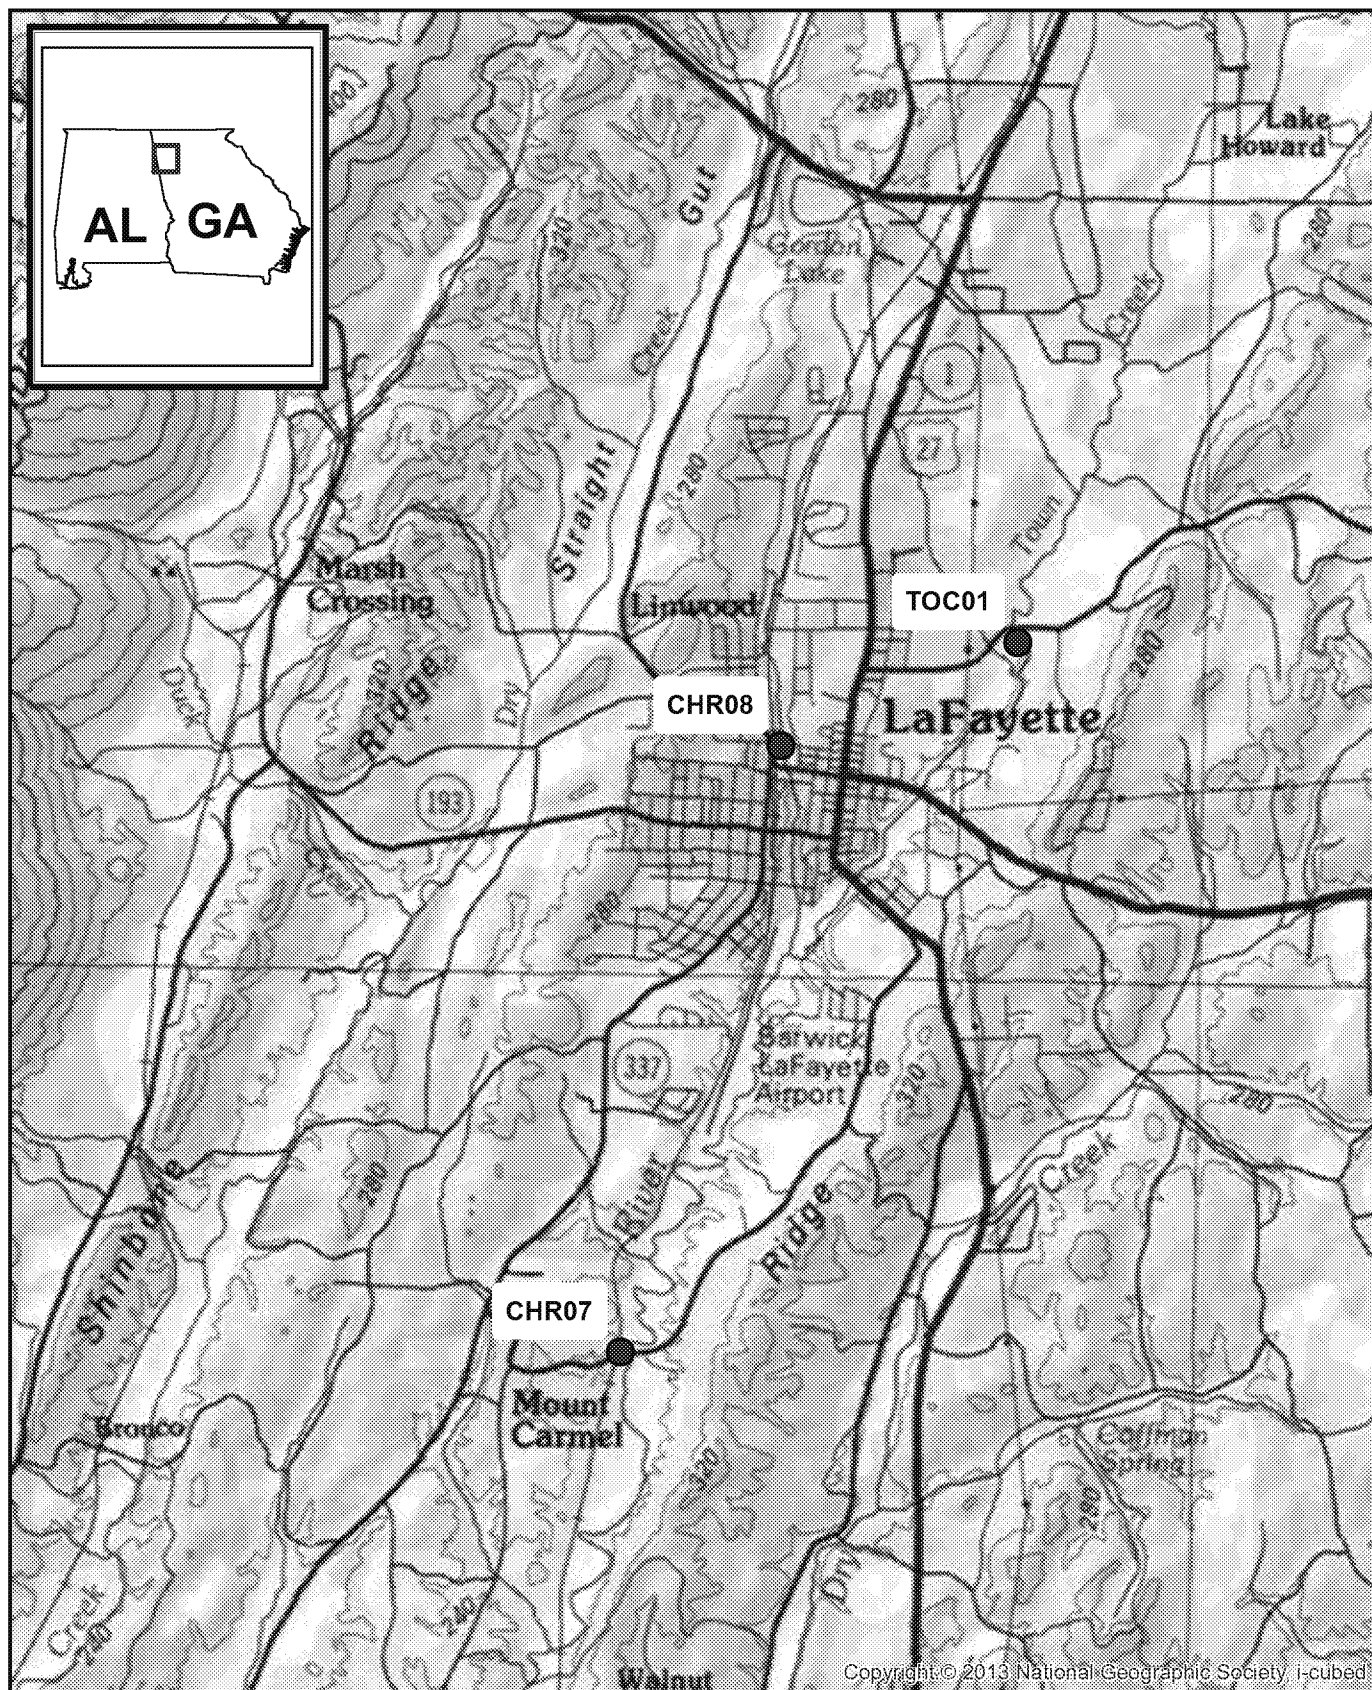 AL
GA
280
Lake
Howard
Gut
320
280
Gordon
Lake
Creek
Creek
1
27
Straight
280
Town
Marsh
Crossing
Linwood
TOC01
280
320
Ridge
Duck
Dry
CHR08
LaFayette
193
Creek
280
Barwick
LaFayette
Airport
337
320
280
Creek
280
Shinbone
River
Ridge
CHR07
Mount
Carmel
Bronco
320
Coffman
Spring
280
Dry
Creek
240
240
Walnut
Copyright:© 2013 National Geographic Society, i-cubed